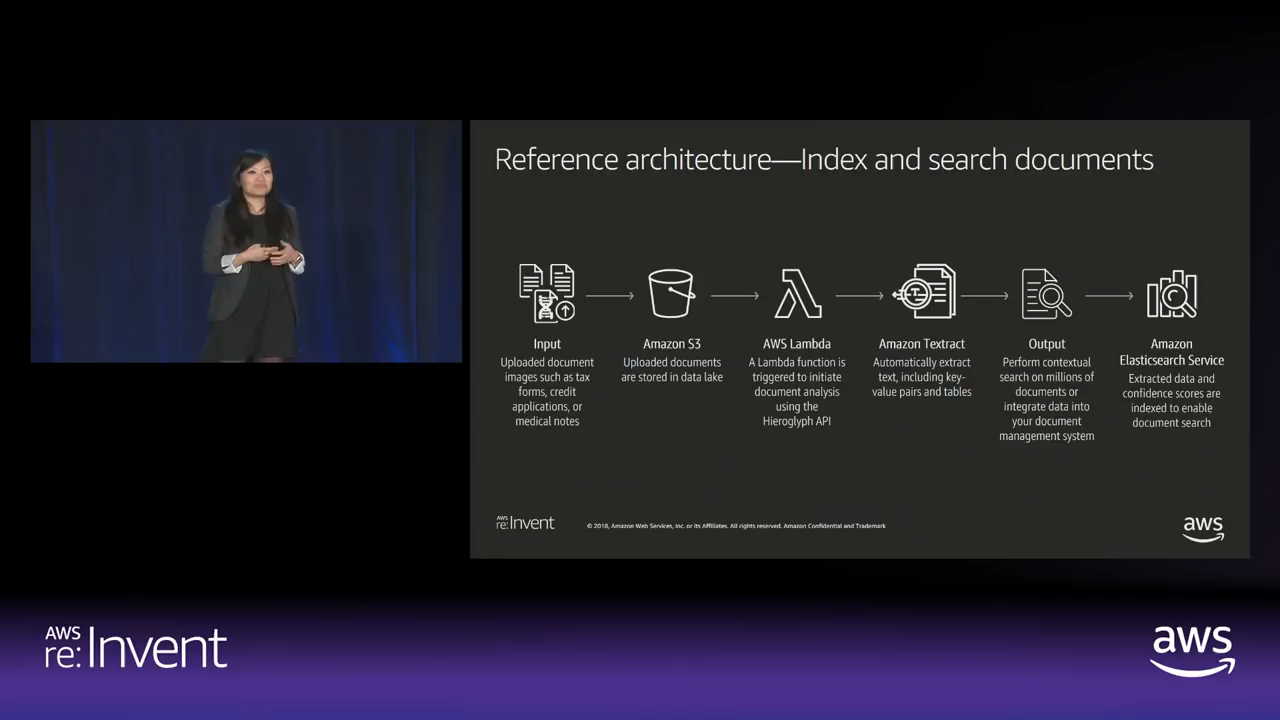 Reference architecture—Index and search documents
Input
Uploaded document
images such as tax
forms, credit
applications, or
medical notes
Amazon S3
Uploaded documents
are stored in data lake
AWS Lambda
A Lambda function is
triggered to initiate
document analysis
using the
Hieroglyph API
Amazon Textract
Automatically extract
text, including key-
value pairs and tables
Output
Perform contextual
search on millions of
documents or
integrate data into
your document
management system
Amazon
Elasticsearch Service
Extracted data and
confidence scores are
indexed to enable
document search
AWS
re:Invent
© 2018, Amazon Web Services, Inc. or its Affiliates. All rights reserved. Amazon Confidential and Trademark
aws
AWS
re:Invent
aws